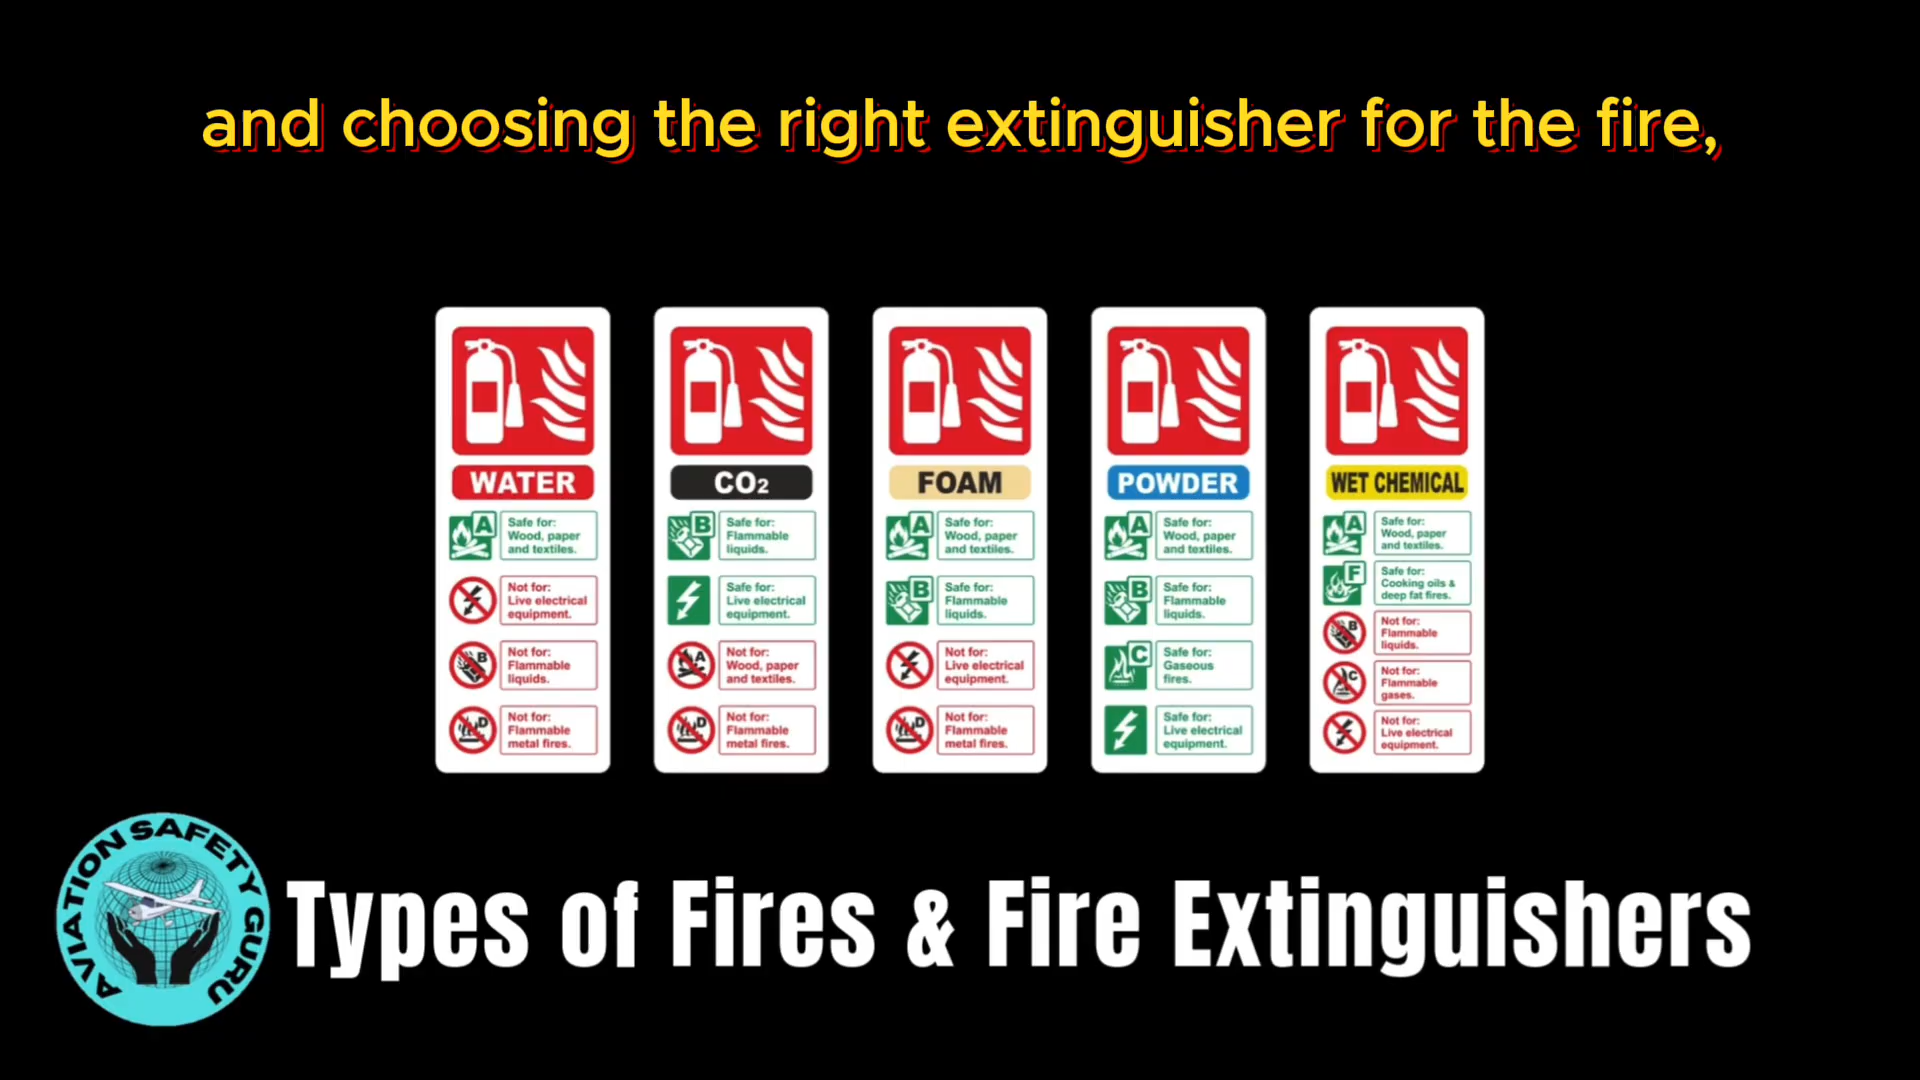 and choosing the right extinguisher for the fire,
WATER
A
Safe for:
Wood, paper
and textiles.
Not for:
Live electrical
equipment.
B
Not for:
Flammable
liquids.
D
Not for:
Flammable
metal fires.
CO2
B
Safe for:
Flammable
liquids.
Safe for:
Live electrical
equipment.
A
Not for:
Wood, paper
and textiles.
D
Not for:
Flammable
metal fires.
FOAM
A
Safe for:
Wood, paper
and textiles.
B
Safe for:
Flammable
liquids.
Not for:
Live electrical
equipment.
D
Not for:
Flammable
metal fires.
POWDER
A
Safe for:
Wood, paper
and textiles.
B
Safe for:
Flammable
liquids.
C
Safe for:
Gaseous
fires.
Safe for:
Live electrical
equipment.
WET CHEMICAL
A
Safe for:
Wood, paper
and textiles.
F
Safe for:
Cooking oils &
deep fat fires.
B
Not for:
Flammable
liquids.
C
Not for:
Flammable
gases.
Not for:
Live electrical
equipment.
AVIATION SAFETY GURU
Types of Fires & Fire Extinguishers